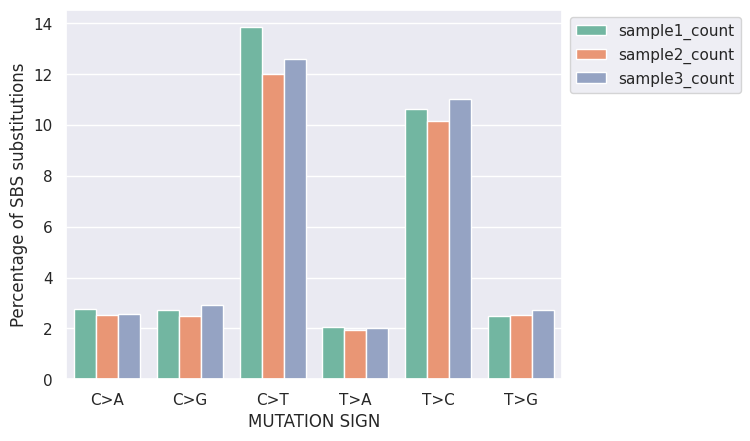 14
12
10
8
6
4
2
0
Percentage of SBS substitutions
C>A C>G C>T T>A T>C T>G
MUTATION SIGN
sample1_count
sample2_count
sample3_count